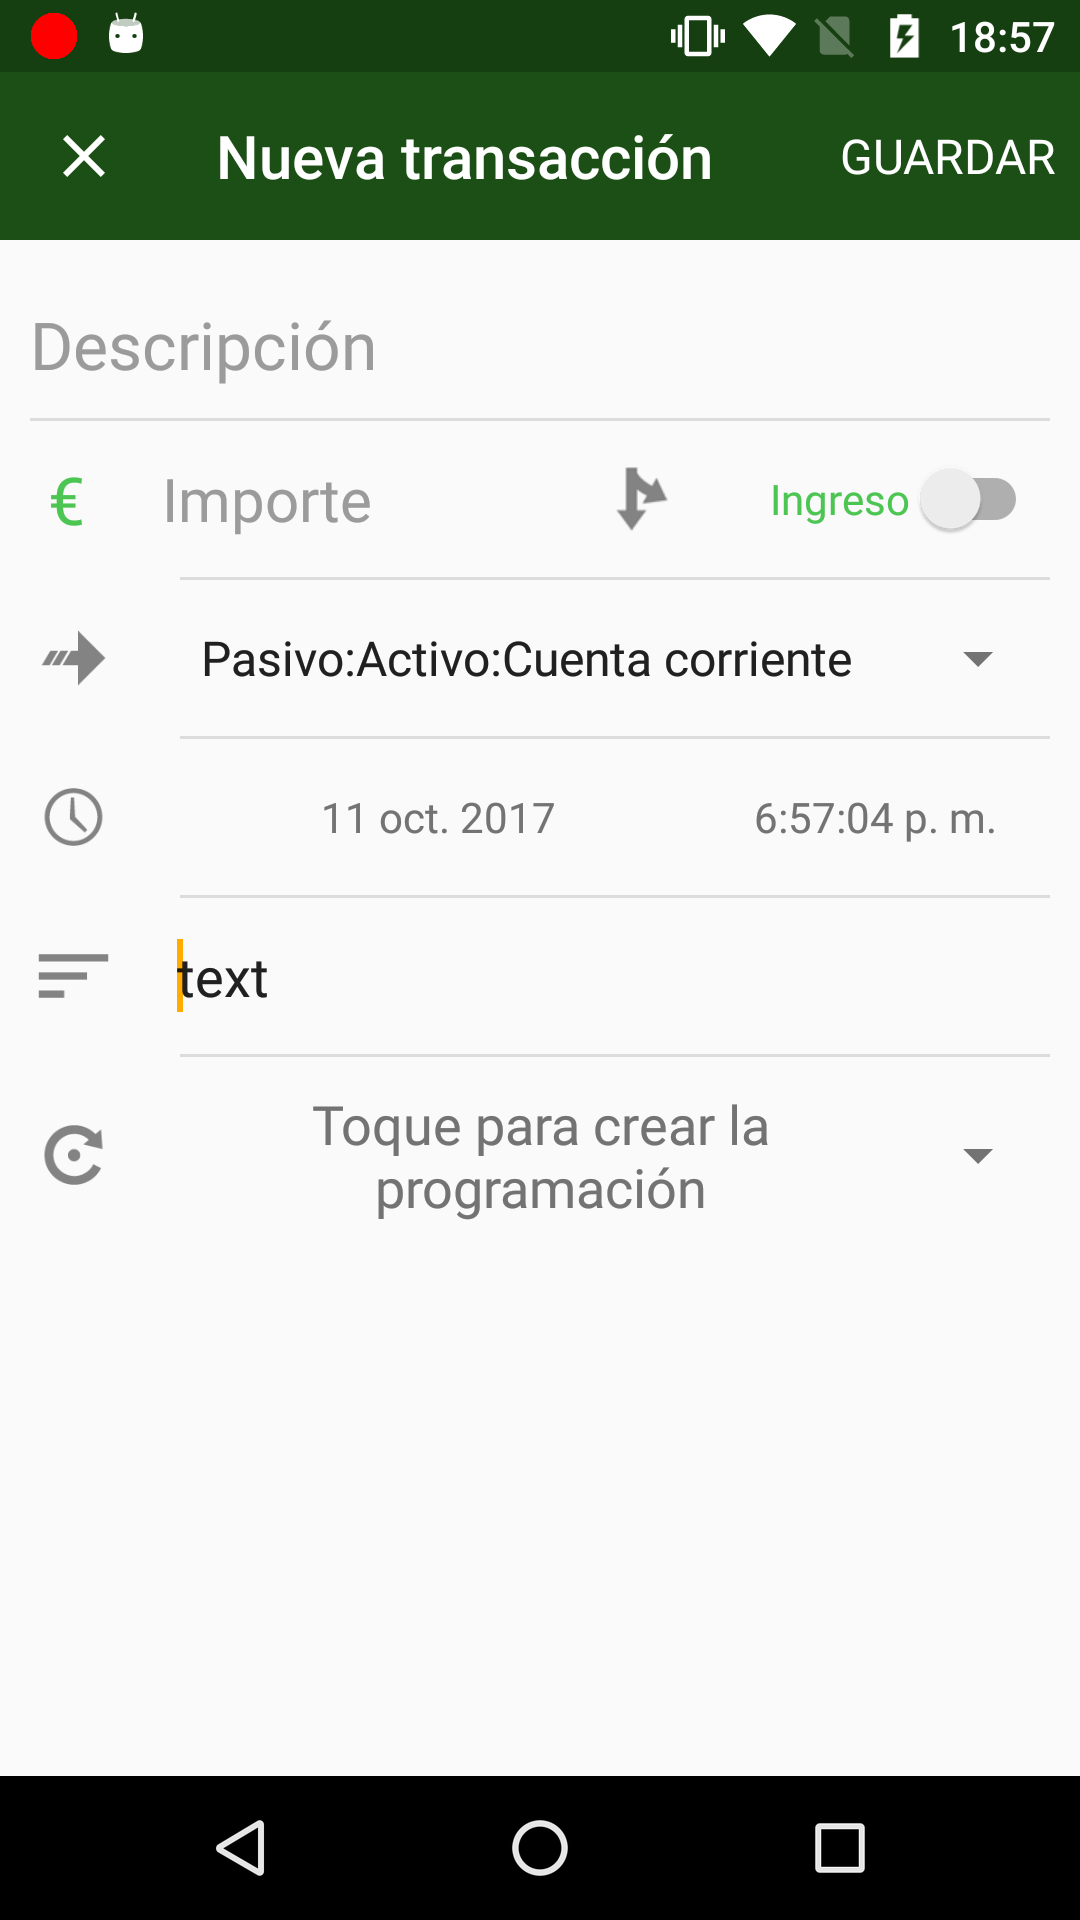 18:57
Nueva transacción GUARDAR
Descripción
€ Importe Ingreso
Pasivo:Activo:Cuenta corriente
11 oct. 2017 6:57:04 p. m.
text
Toque para crear la
programación